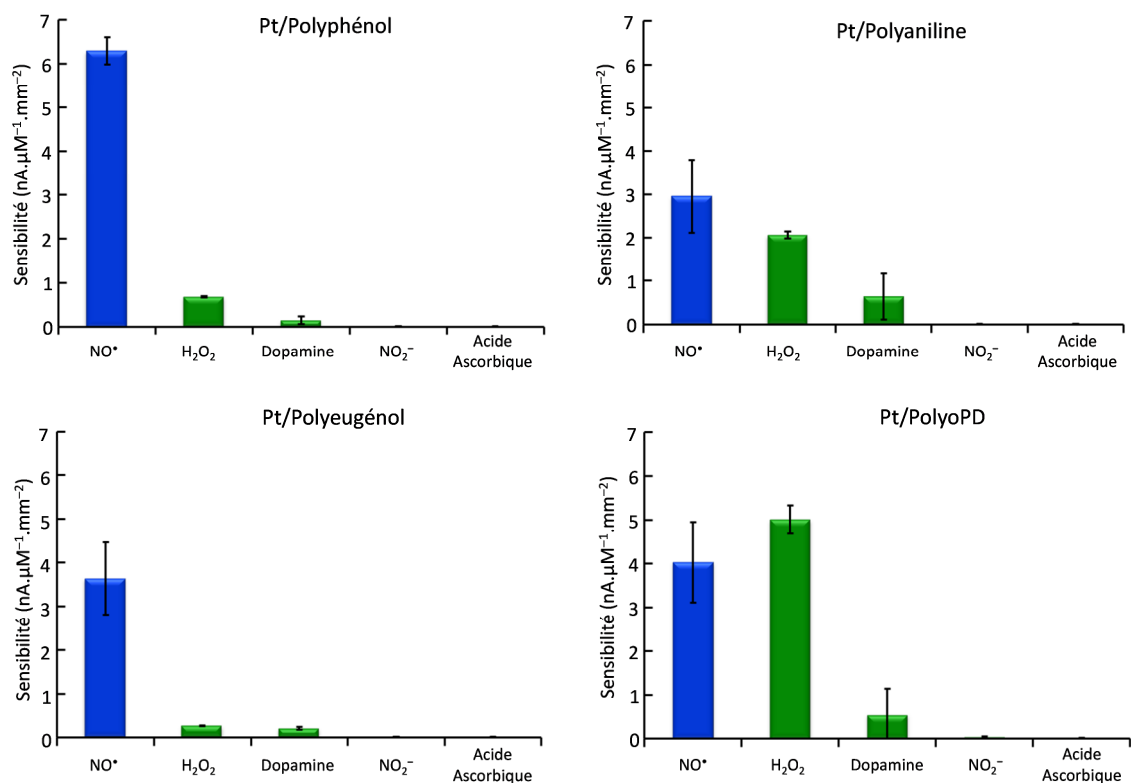 Pt/Polyphénol
Sensibilité (nA.µM⁻¹.mm⁻²)
7
6
5
4
3
2
1
0
NO•
H₂O₂
Dopamine
NO₂⁻
Acide
Ascorbique
Pt/Polyaniline
Sensibilité (nA.µM⁻¹.mm⁻²)
7
6
5
4
3
2
1
0
NO•
H₂O₂
Dopamine
NO₂⁻
Acide
Ascorbique
Pt/Polyeugénol
Sensibilité (nA.µM⁻¹.mm⁻²)
7
6
5
4
3
2
1
0
NO•
H₂O₂
Dopamine
NO₂⁻
Acide
Ascorbique
Pt/PolyoPD
Sensibilité (nA.µM⁻¹.mm⁻²)
7
6
5
4
3
2
1
0
NO•
H₂O₂
Dopamine
NO₂⁻
Acide
Ascorbique